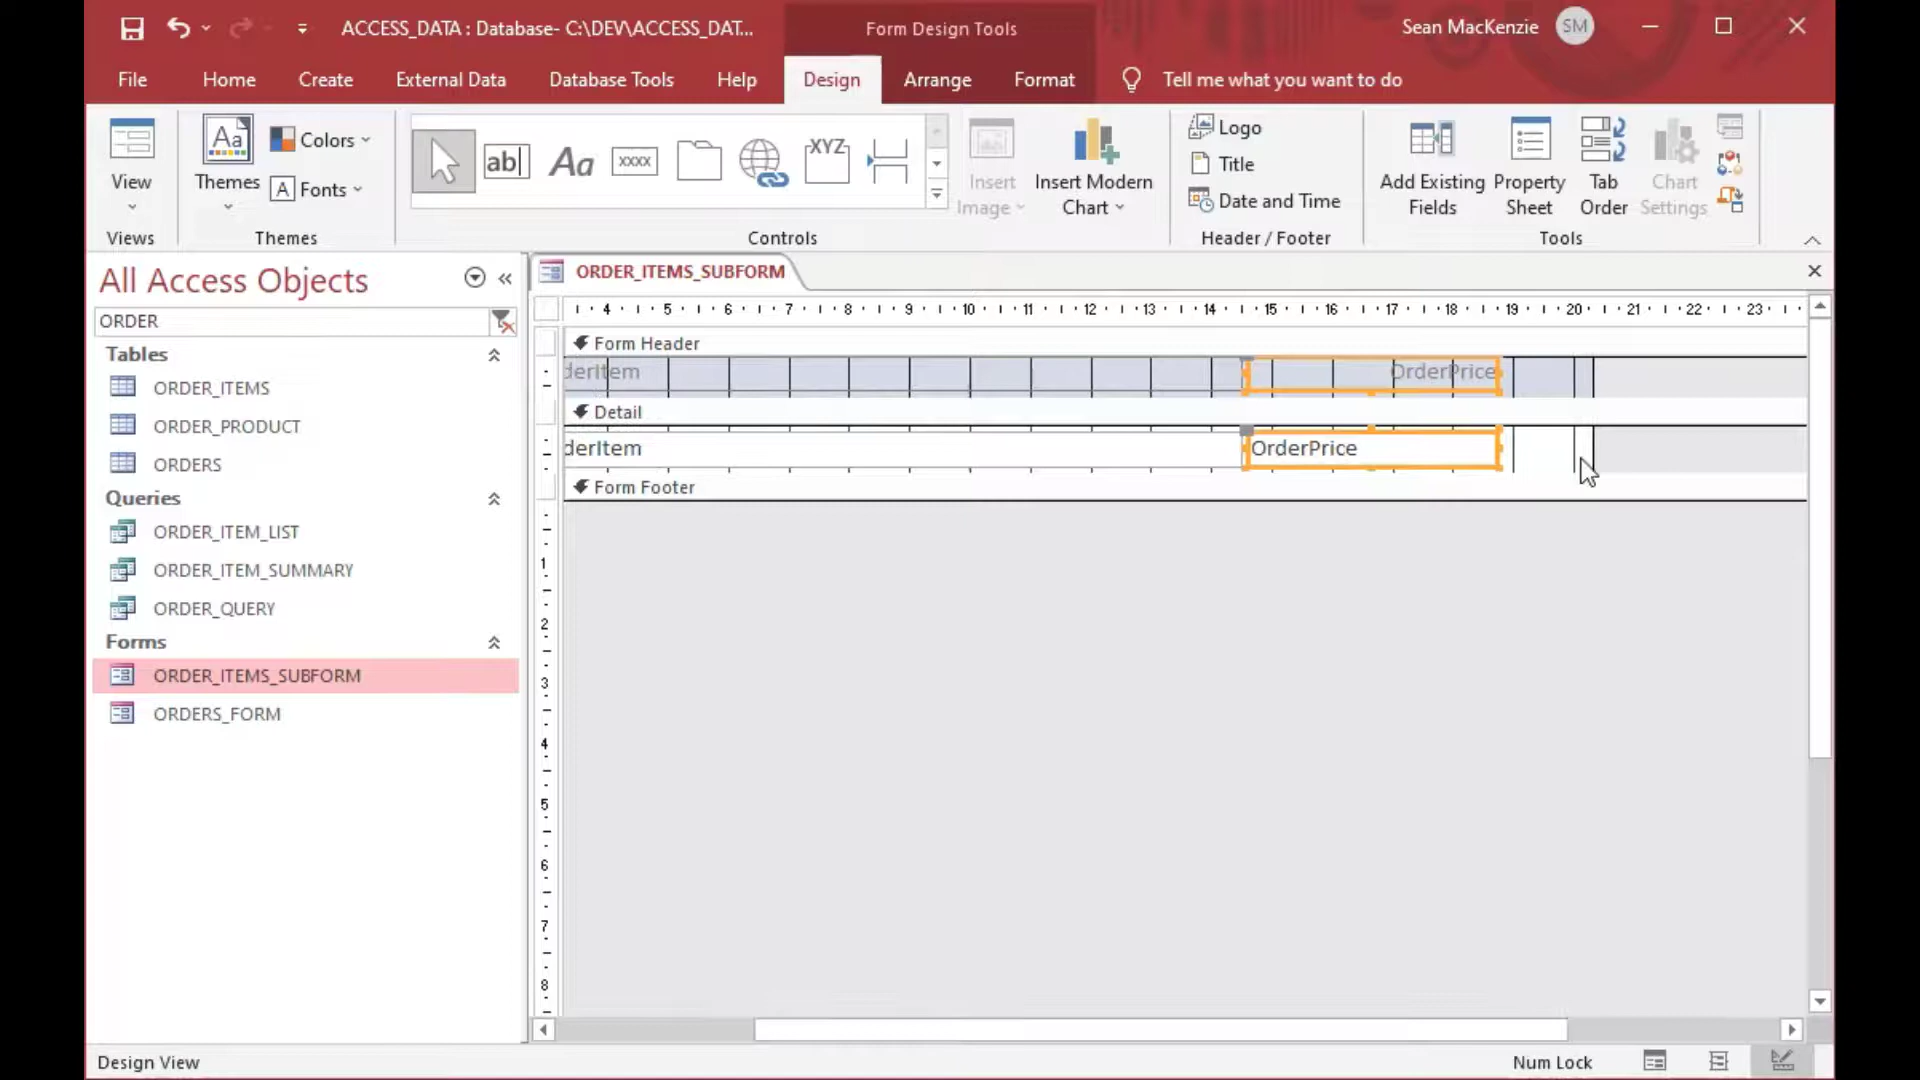 ACCESS_DATA : Database- C:\DEV\ACCESS_DAT...
Form Design Tools
Sean MacKenzie
SM
File
Home
Create
External Data
Database Tools
Help
Design
Arrange
Format
Tell me what you want to do
View
Views
Aa
Themes
Colors
A
Fonts
Themes
ab|
Aa
XXXX
XYZ
Controls
Insert
Image
Insert Modern
Chart
Logo
Title
Date and Time
Header / Footer
Add Existing
Fields
Property
Sheet
Tab
Order
Chart
Settings
Tools
All Access Objects
ORDER
Tables
ORDER_ITEMS
ORDER_PRODUCT
ORDERS
Queries
ORDER_ITEM_LIST
ORDER_ITEM_SUMMARY
ORDER_QUERY
Forms
ORDER_ITEMS_SUBFORM
ORDERS_FORM
ORDER_ITEMS_SUBFORM
4 5 6 7 8 9 10 11 12 13 14 15 16 17 18 19 20 21 22 23
Form Header
derItem
OrderPrice
Detail
derItem
OrderPrice
Form Footer
1
2
3
4
5
6
7
8
Design View
Num Lock